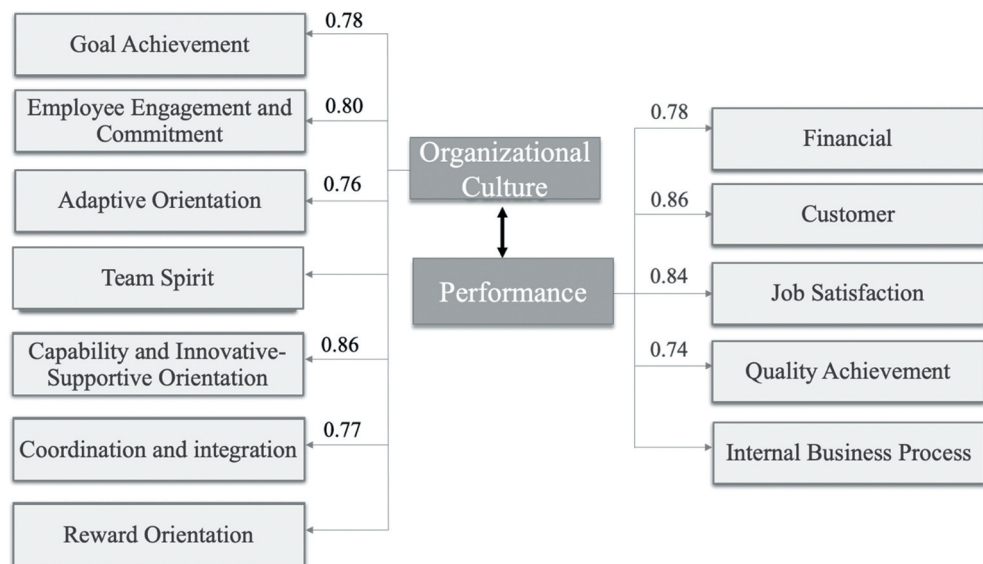 0.78
Goal Achievement
0.80
Employee Engagement and
Commitment
0.76
Adaptive Orientation
Team Spirit
0.86
Capability and Innovative-
Supportive Orientation
0.77
Coordination and integration
Reward Orientation
Organizational
Culture
Performance
0.78
Financial
0.86
Customer
0.84
Job Satisfaction
0.74
Quality Achievement
Internal Business Process